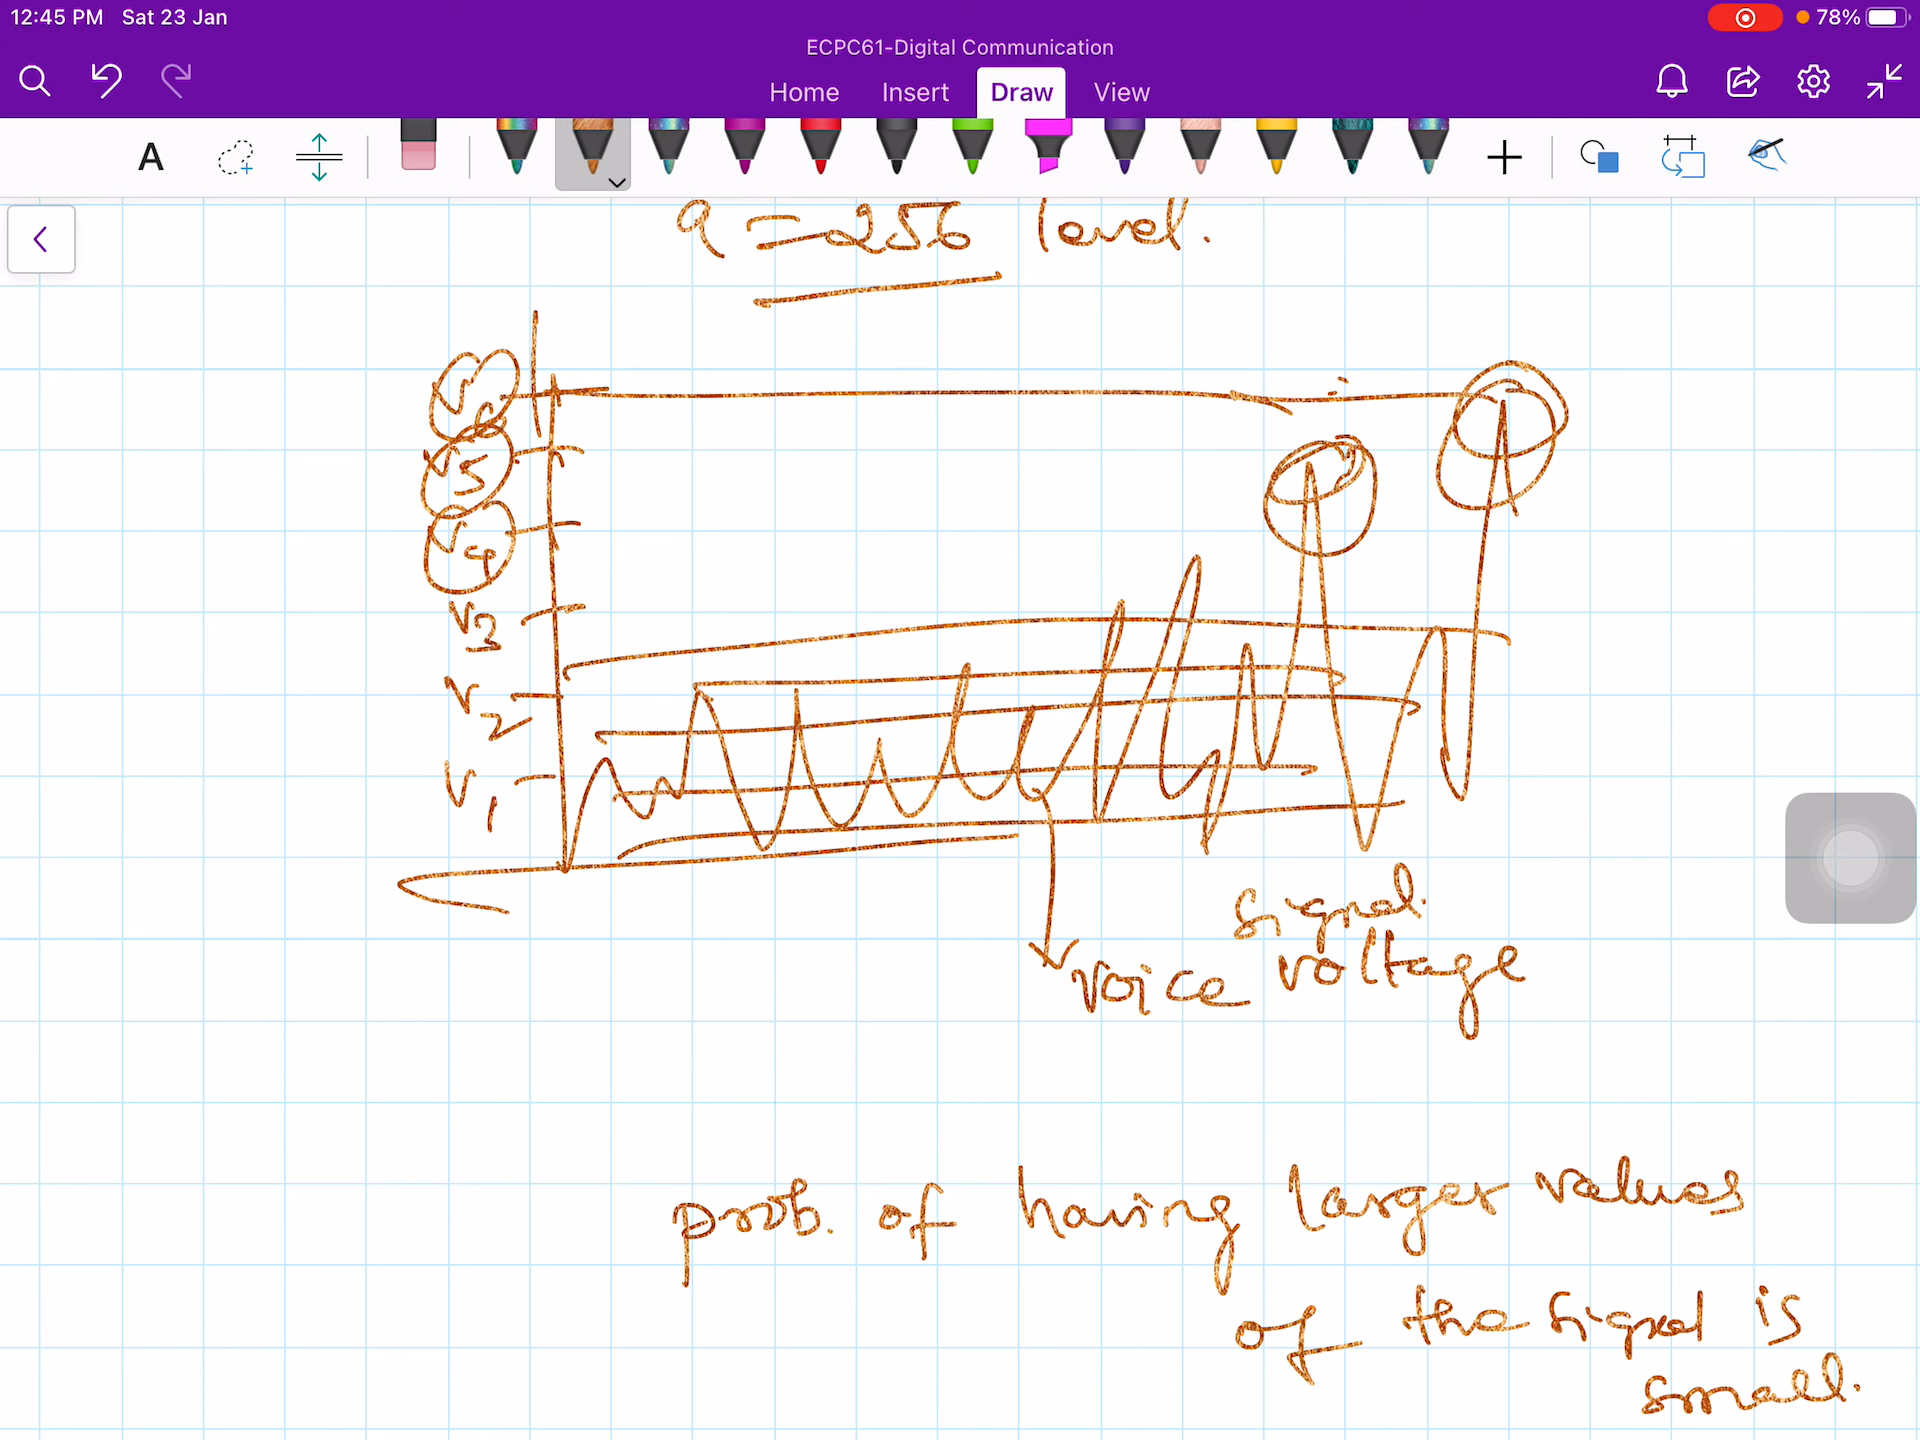 12:45 PM Sat 23 Jan
78%
ECPC61-Digital Communication
Home Insert Draw View
A
q = 256 level.
V6
V5
V4
V3
V2
V1
signal
voice voltage
prob. of having larger values
of the signal is
small.